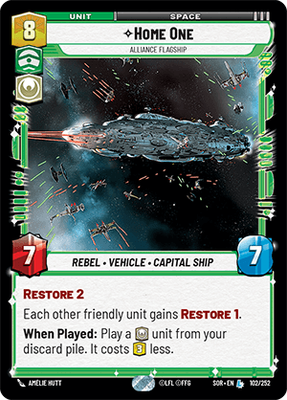 UNIT SPACE
8 HOME ONE
ALLIANCE FLAGSHIP
7 7
REBEL • VEHICLE • CAPITAL SHIP
RESTORE 2
Each other friendly unit gains RESTORE 1.
When Played: Play a unit from your
discard pile. It costs 3 less.
AMÉLIE HUTT ©LFL ©FFG SOR • EN L 102/252